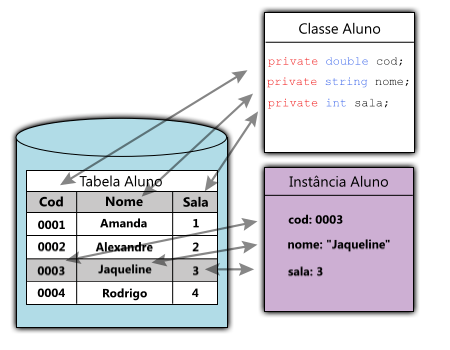 Classe Aluno
private double cod;
private string nome;
private int sala;
Tabela Aluno
Cod Nome Sala
0001 Amanda 1
0002 Alexandre 2
0003 Jaqueline 3
0004 Rodrigo 4
Instância Aluno
cod: 0003
nome: "Jaqueline"
sala: 3